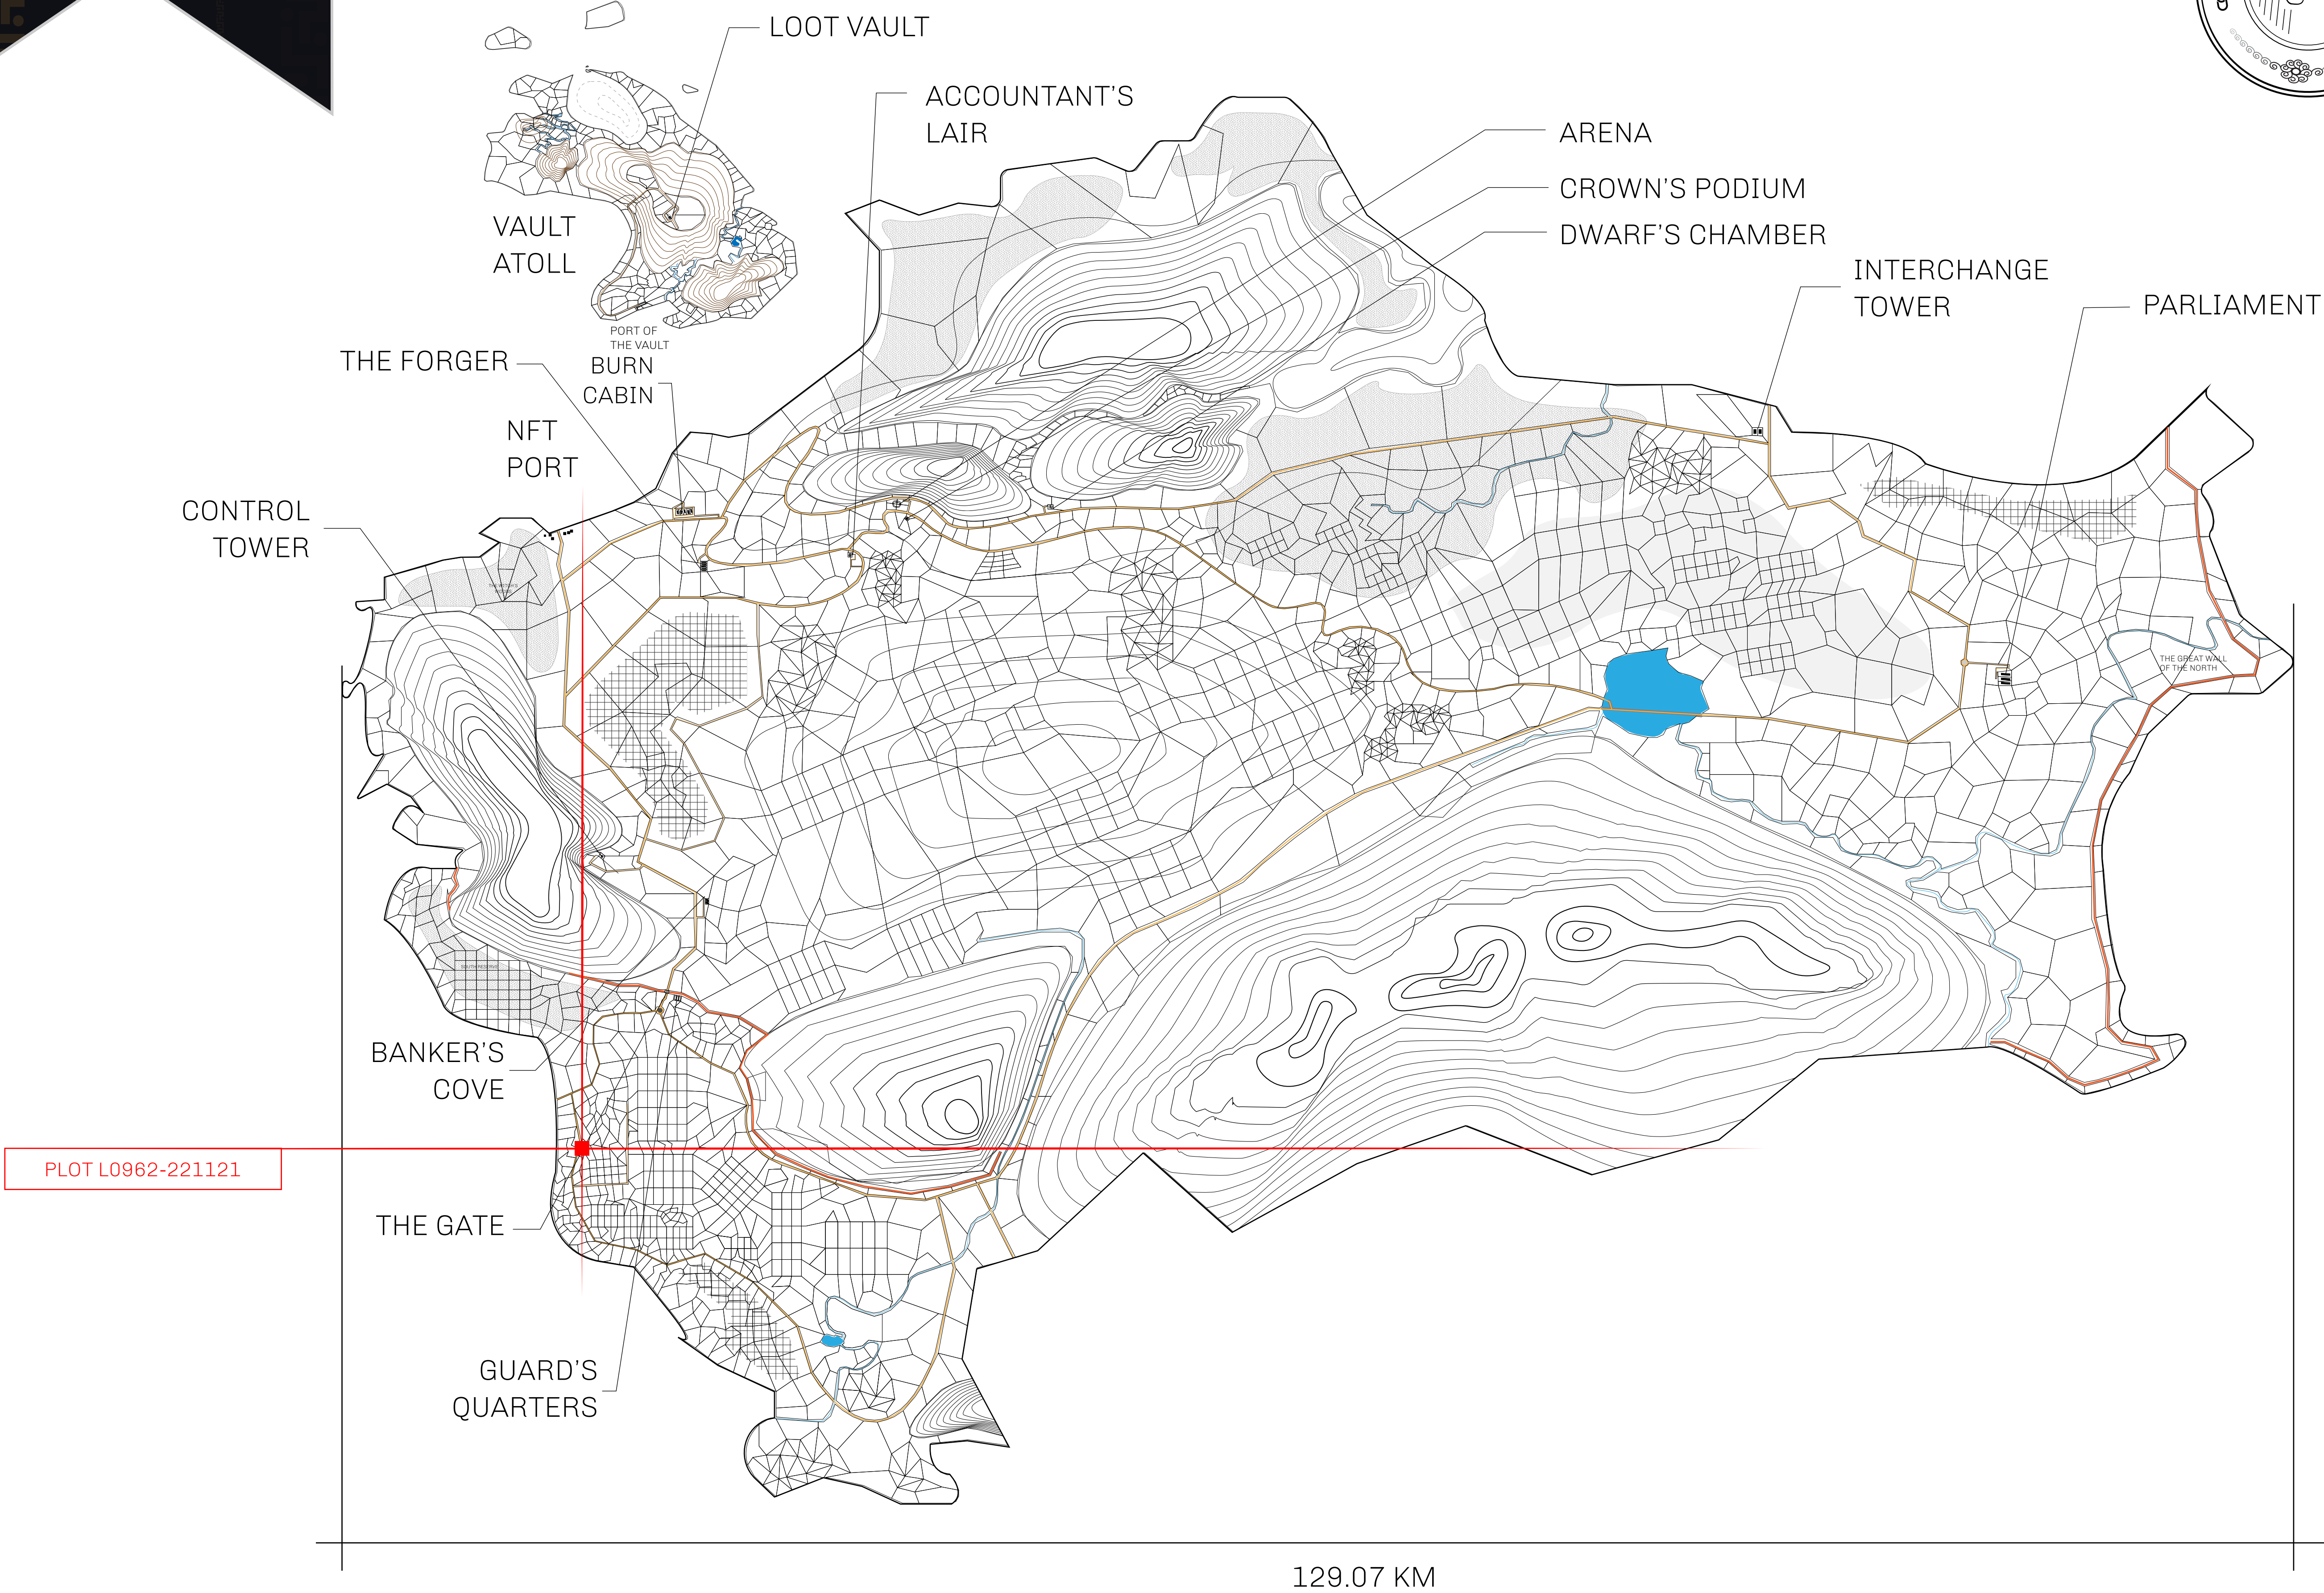 LOOT VAULT
ACCOUNTANT'S
LAIR
ARENA
CROWN'S PODIUM
DWARF'S CHAMBER
VAULT
ATOLL
INTERCHANGE
TOWER
PARLIAMENT
PORT OF
THE VAULT
THE FORGER
BURN
CABIN
NFT
PORT
CONTROL
TOWER
THE GREAT WALL
OF THE NORTH
SOUTH RESERVE
BANKER'S
COVE
PLOT L0962-221121
THE GATE
GUARD'S
QUARTERS
129.07 KM